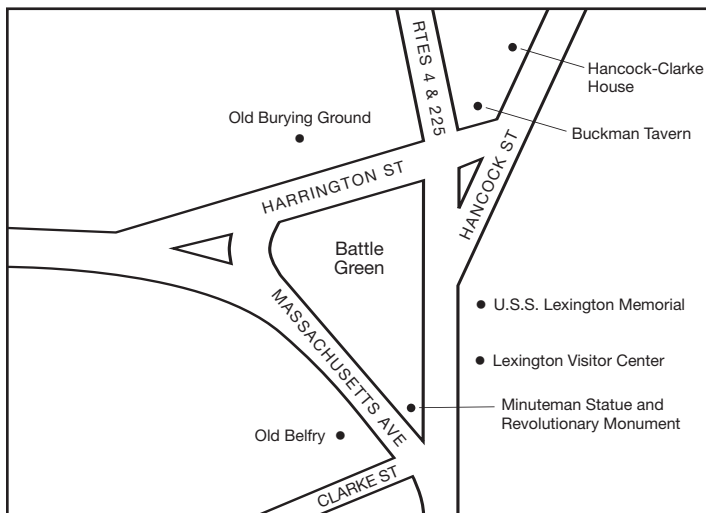 RTES 4 & 225
Hancock-Clarke
House
Old Burying Ground
Buckman Tavern
HARRINGTON ST
HANCOCK ST
Battle
Green
U.S.S. Lexington Memorial
MASSACHUSETTS AVE
Lexington Visitor Center
Minuteman Statue and
Revolutionary Monument
Old Belfry
CLARKE ST